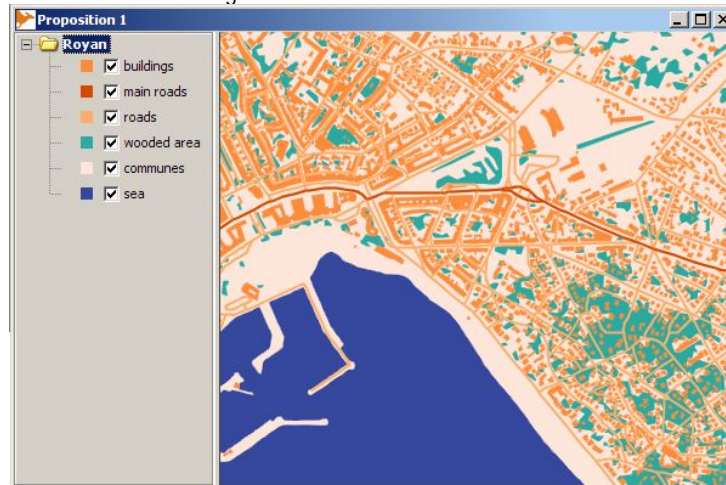 Proposition 1
Royan
buildings
main roads
roads
wooded area
communes
sea